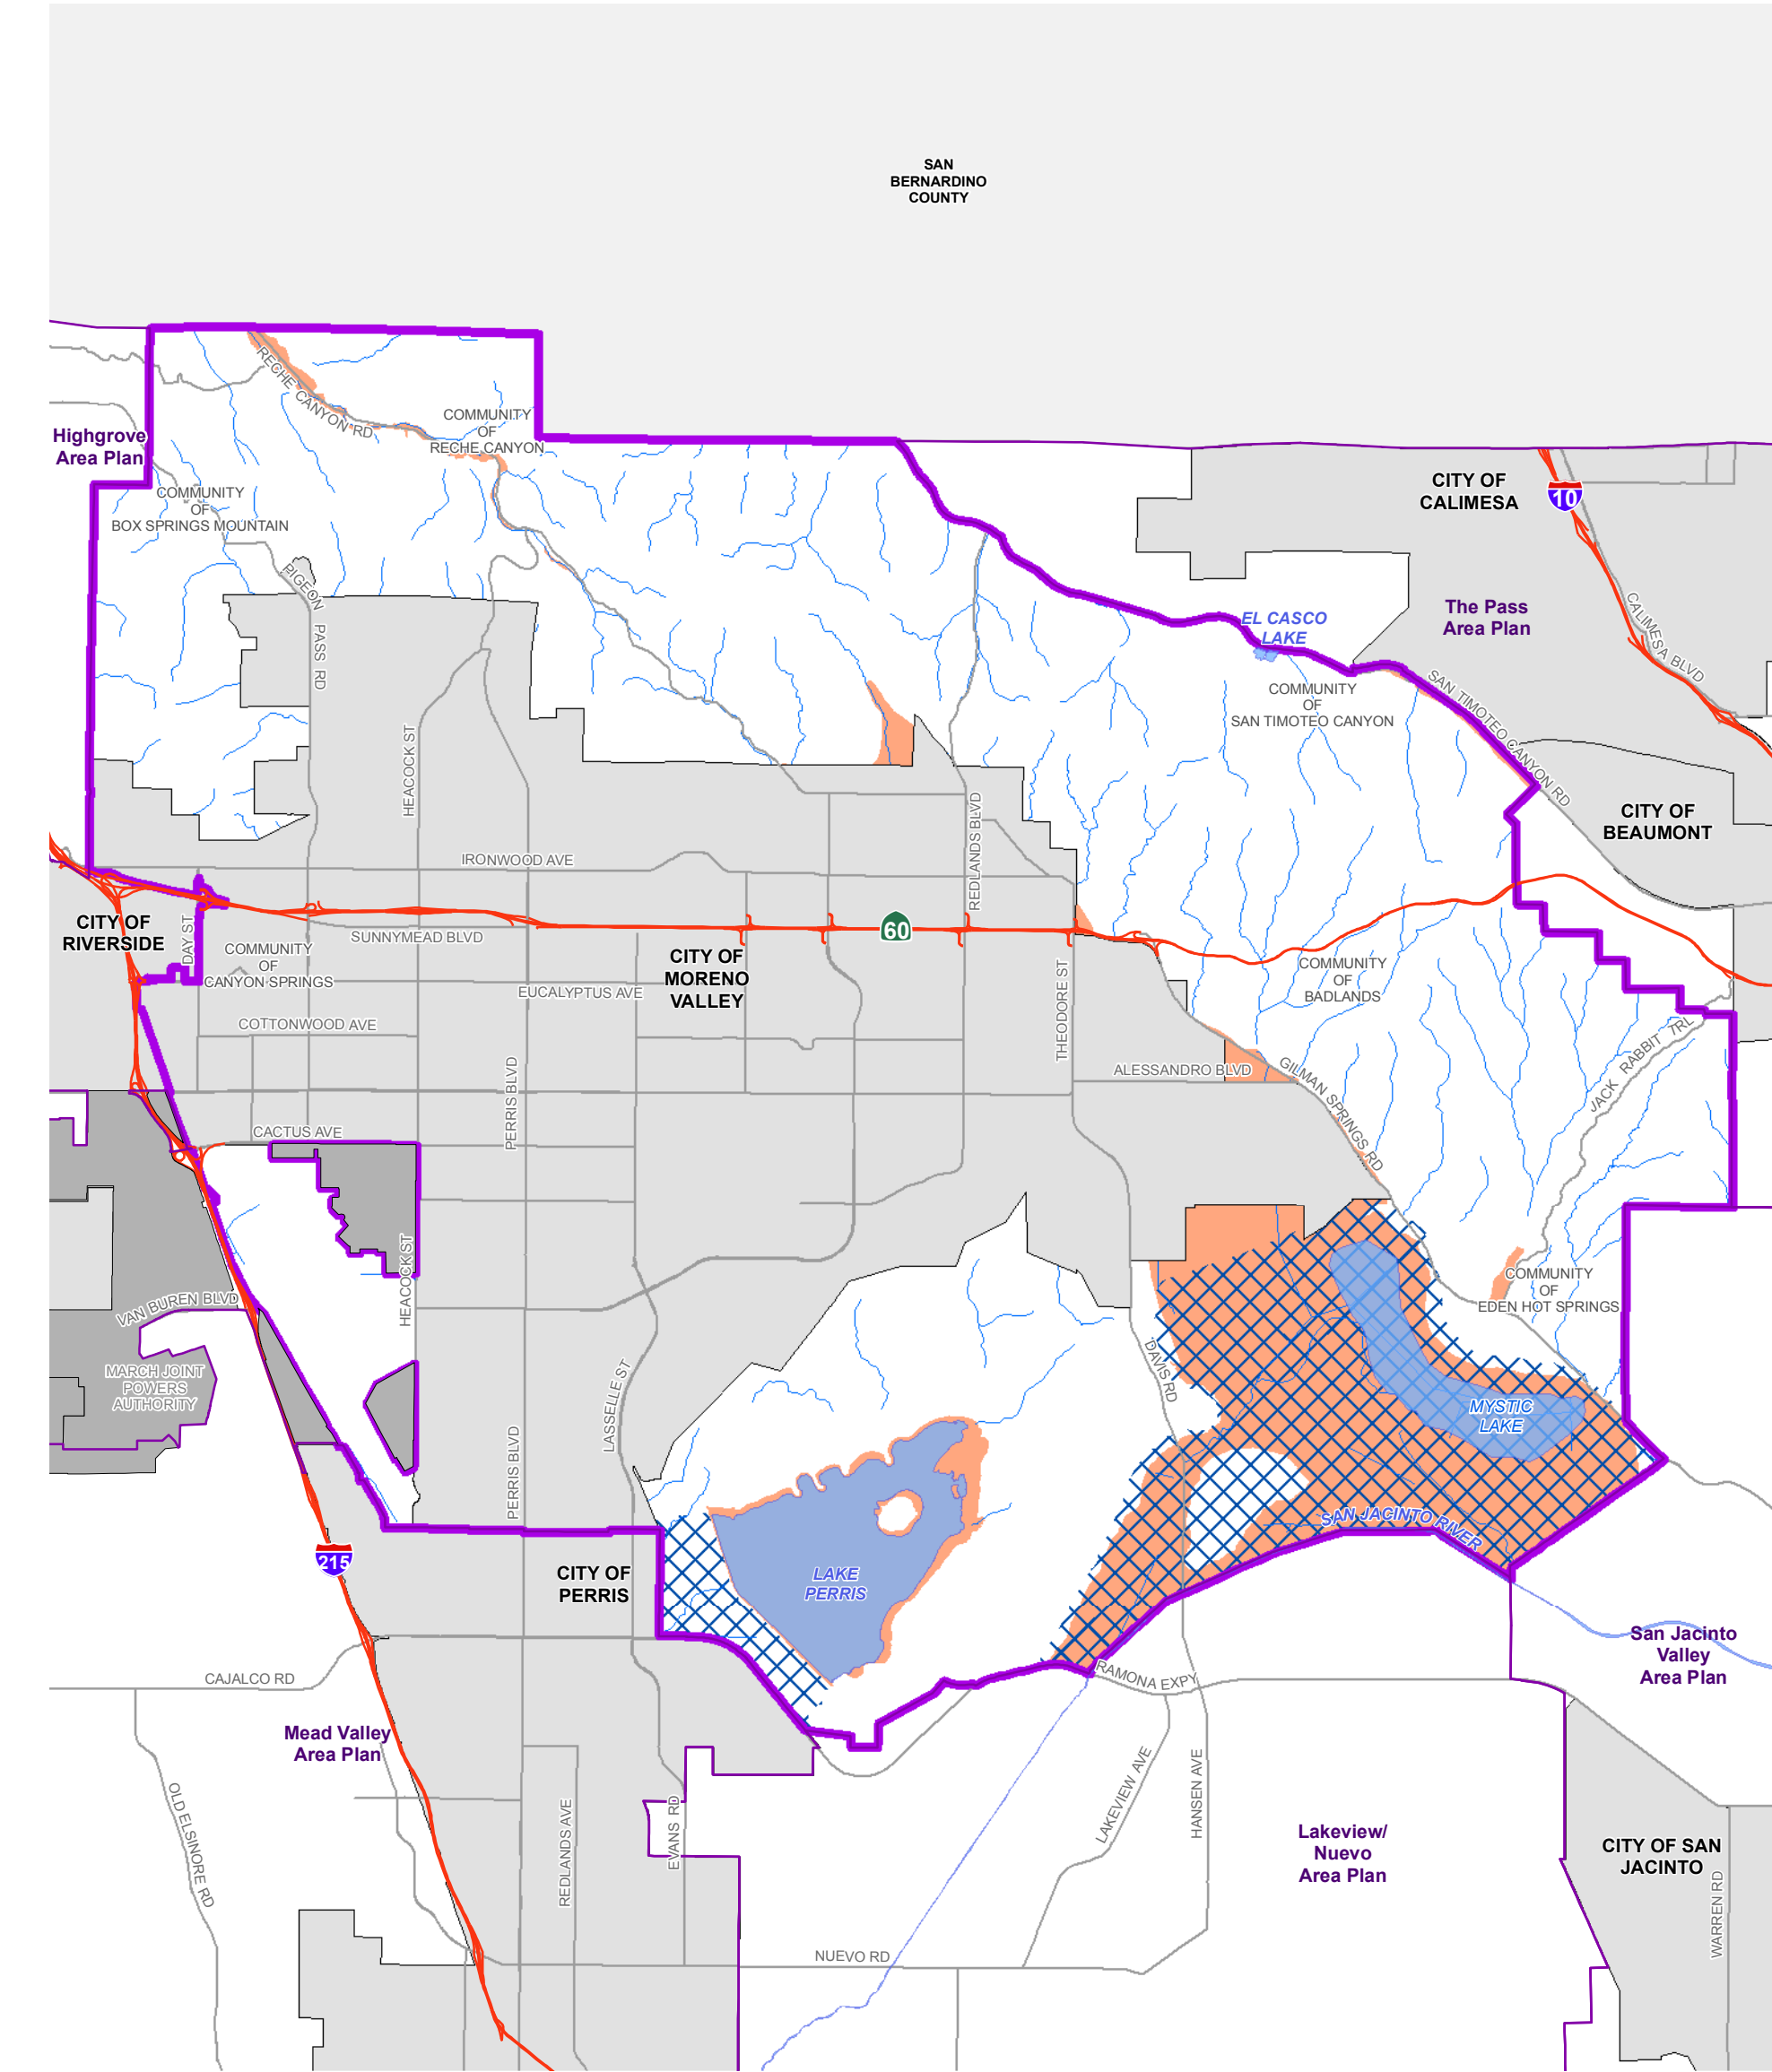 SAN
BERNARDINO
COUNTY
RECHE CANYON RD
COMMUNITY
OF
RECHE CANYON
Highgrove
Area Plan
COMMUNITY
OF
BOX SPRINGS MOUNTAIN
CITY OF
CALIMESA
10
PIGEON PASS RD
EL CASCO
LAKE
The Pass
Area Plan
CALIMESA BLVD
COMMUNITY
OF
SAN TIMOTEO CANYON
SAN TIMOTEO CANYON RD
HEACOCK ST
CITY OF
BEAUMONT
REDLANDS BLVD
IRONWOOD AVE
CITY OF
RIVERSIDE
DAY ST
SUNNYMEAD BLVD
60
COMMUNITY
OF
CANYON SPRINGS
CITY OF
MORENO
VALLEY
EUCALYPTUS AVE
COMMUNITY
OF
BADLANDS
THEODORE ST
COTTONWOOD AVE
JACK RABBIT TRL
PERRIS BLVD
ALESSANDRO BLVD
GILMAN SPRINGS RD
CACTUS AVE
HEACOCK ST
COMMUNITY
OF
EDEN HOT SPRINGS
VAN BUREN BLVD
MARCH JOINT
POWERS
AUTHORITY
DAVIS RD
LASSELLE ST
MYSTIC
LAKE
PERRIS BLVD
SAN JACINTO RIVER
215
CITY OF
PERRIS
LAKE
PERRIS
San Jacinto
Valley
Area Plan
CAJALCO RD
RAMONA EXPY
Mead Valley
Area Plan
OLD ELSINORE RD
REDLANDS AVE
EVANS RD
LAKEVIEW AVE
HANSEN AVE
Lakeview/
Nuevo
Area Plan
CITY OF SAN
JACINTO
WARREN RD
NUEVO RD